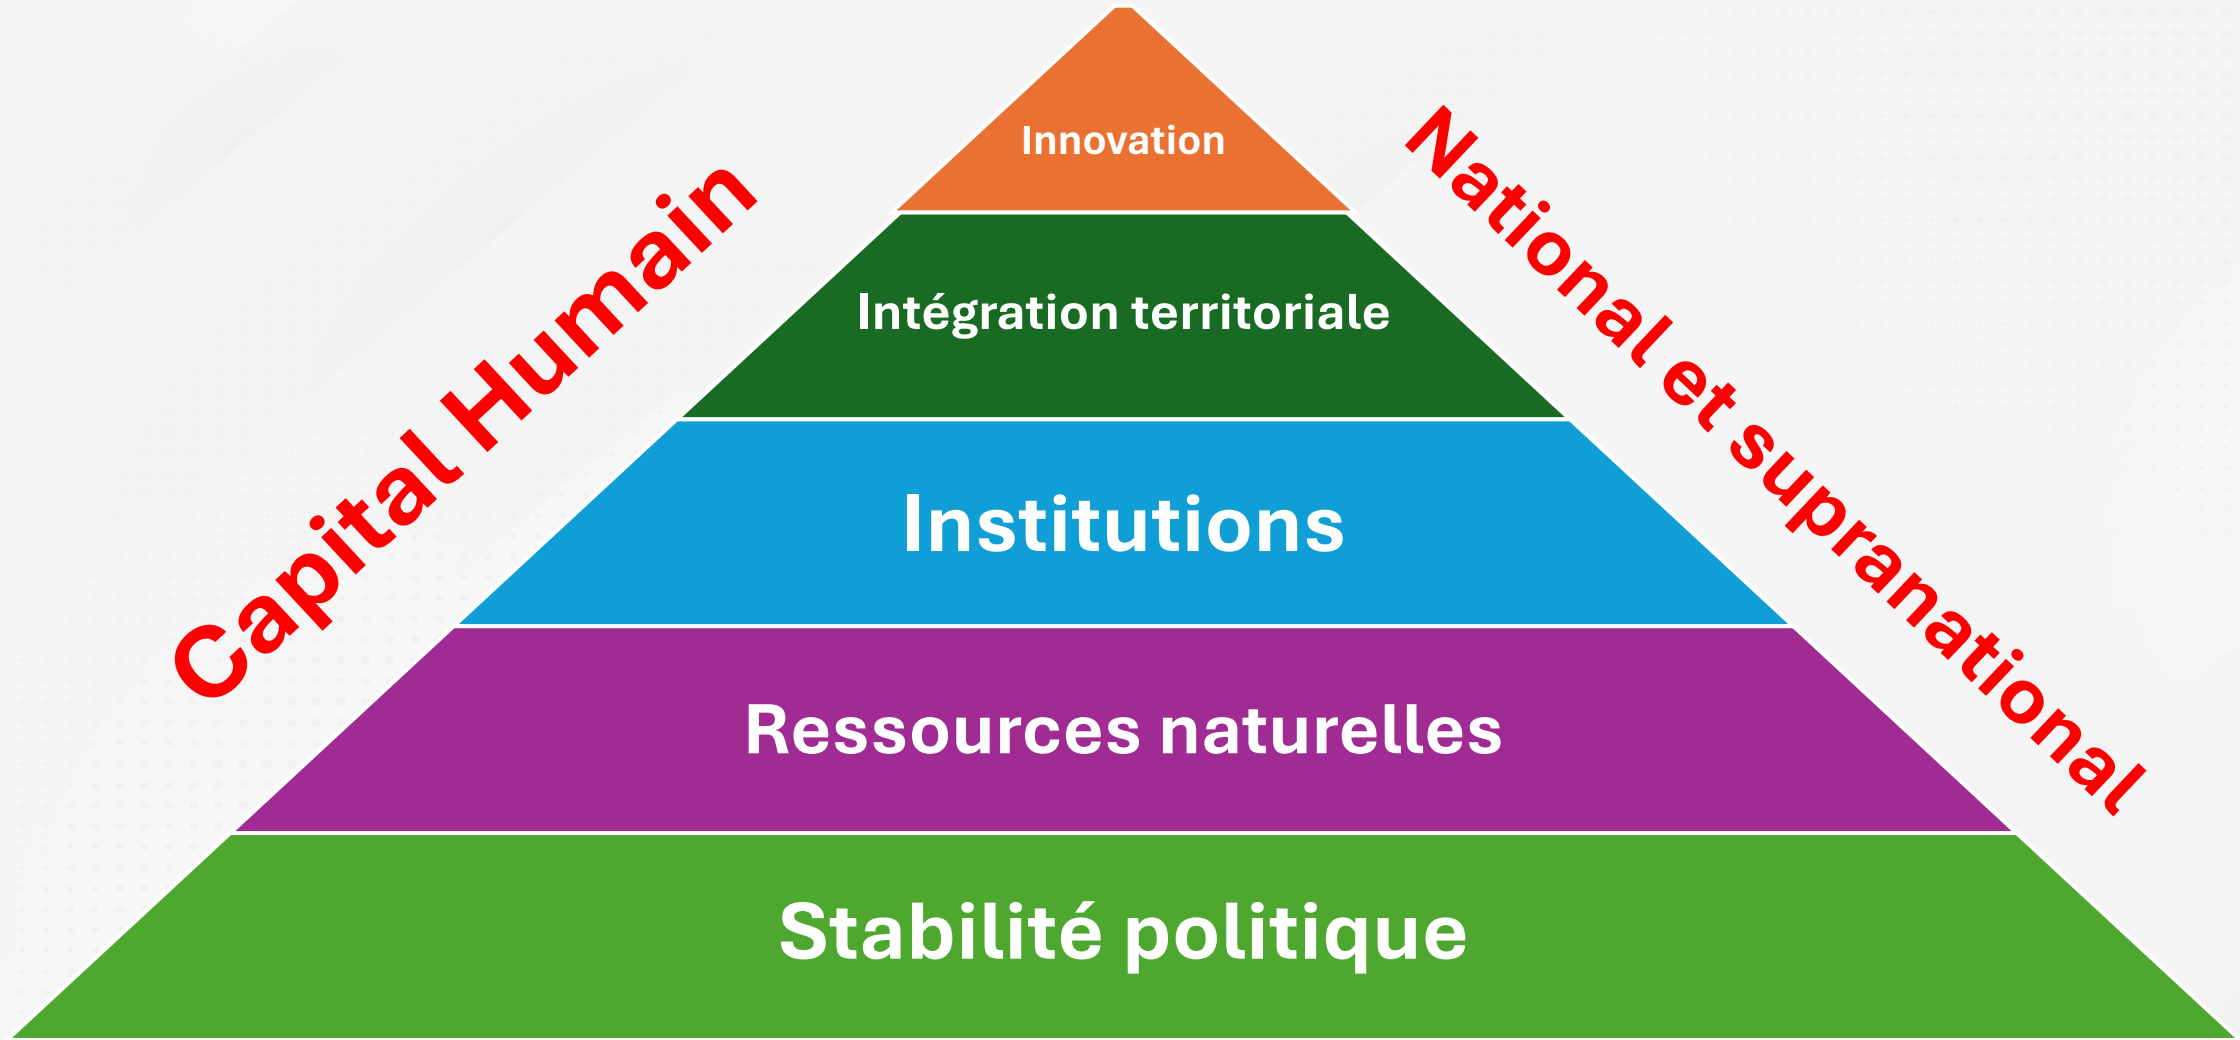 Innovation
Intégration territoriale
Institutions
Ressources naturelles
Stabilité politique
Capital Humain
National et supranational